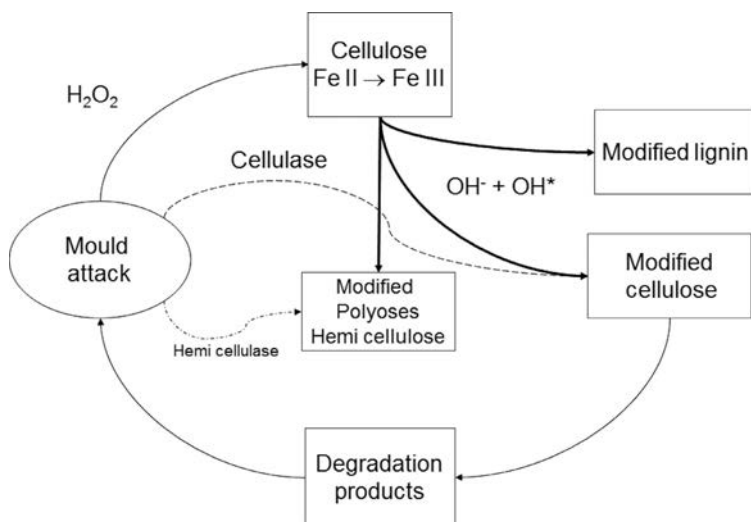 Cellulose
Fe II → Fe III
H₂O₂
Modified lignin
Cellulase
OH⁻ + OH*
Mould
attack
Modified
cellulose
Modified
Polyoses
Hemi cellulose
Hemi cellulase
Degradation
products